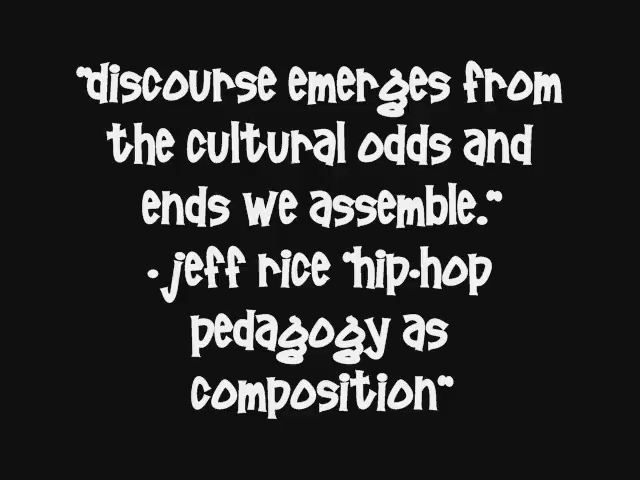 "discourse emerges from
the cultural odds and
ends we assemble."
- jeff rice "hip-hop
pedagogy as
composition"